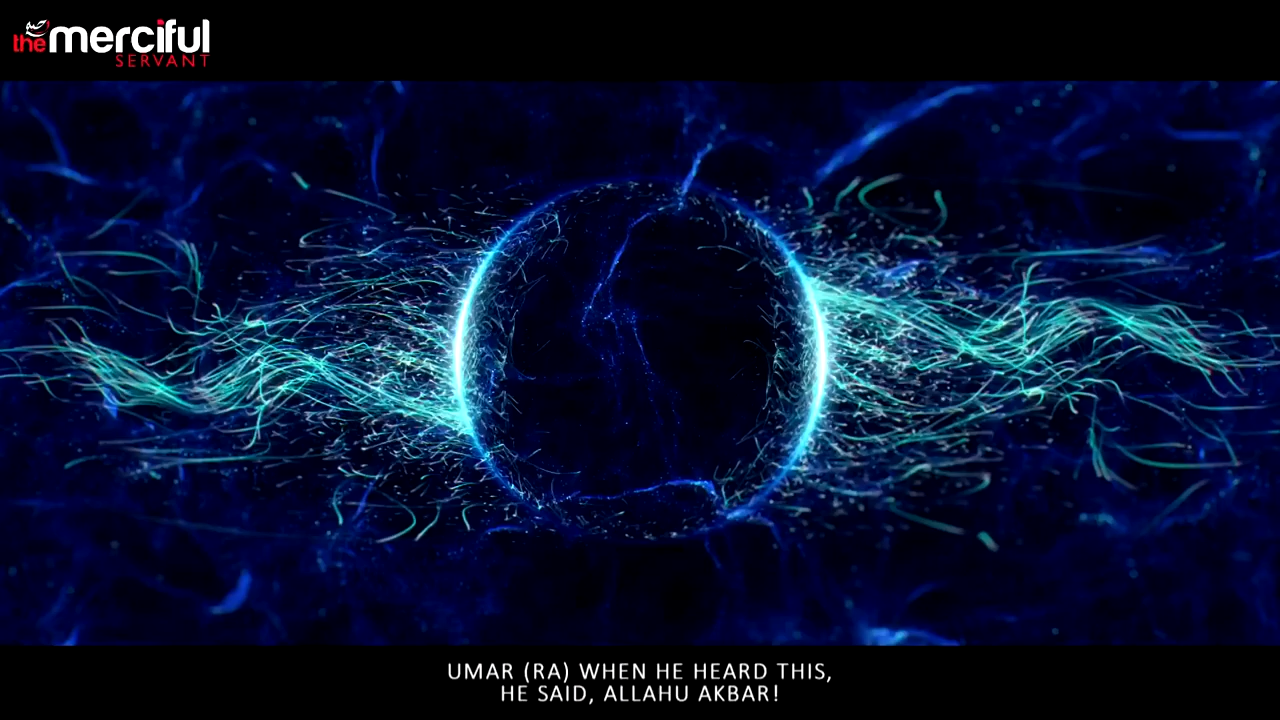 the merciful
SERVANT
UMAR (RA) WHEN HE HEARD THIS,
HE SAID, ALLAHU AKBAR!